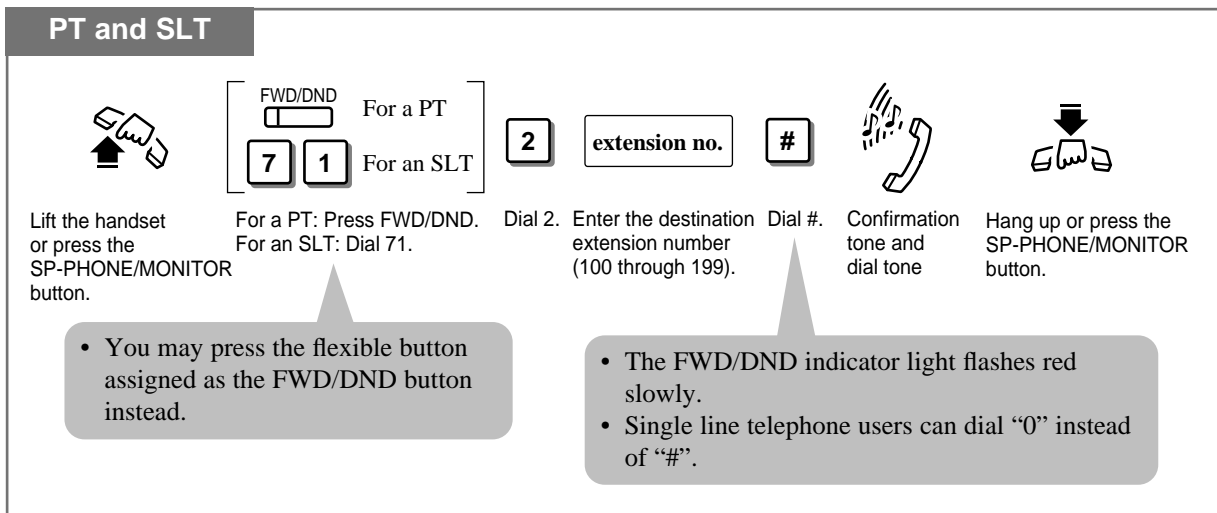 PT and SLT
FWD/DND
For a PT
7 1 For an SLT
2
extension no.
#
Lift the handset
or press the
SP-PHONE/MONITOR
button.
For a PT: Press FWD/DND.
For an SLT: Dial 71.
Dial 2.
Enter the destination
extension number
(100 through 199).
Dial #.
Confirmation
tone and
dial tone
Hang up or press the
SP-PHONE/MONITOR
button.
• You may press the flexible button
assigned as the FWD/DND button
instead.
• The FWD/DND indicator light flashes red
slowly.
• Single line telephone users can dial “0” instead
of “#”.